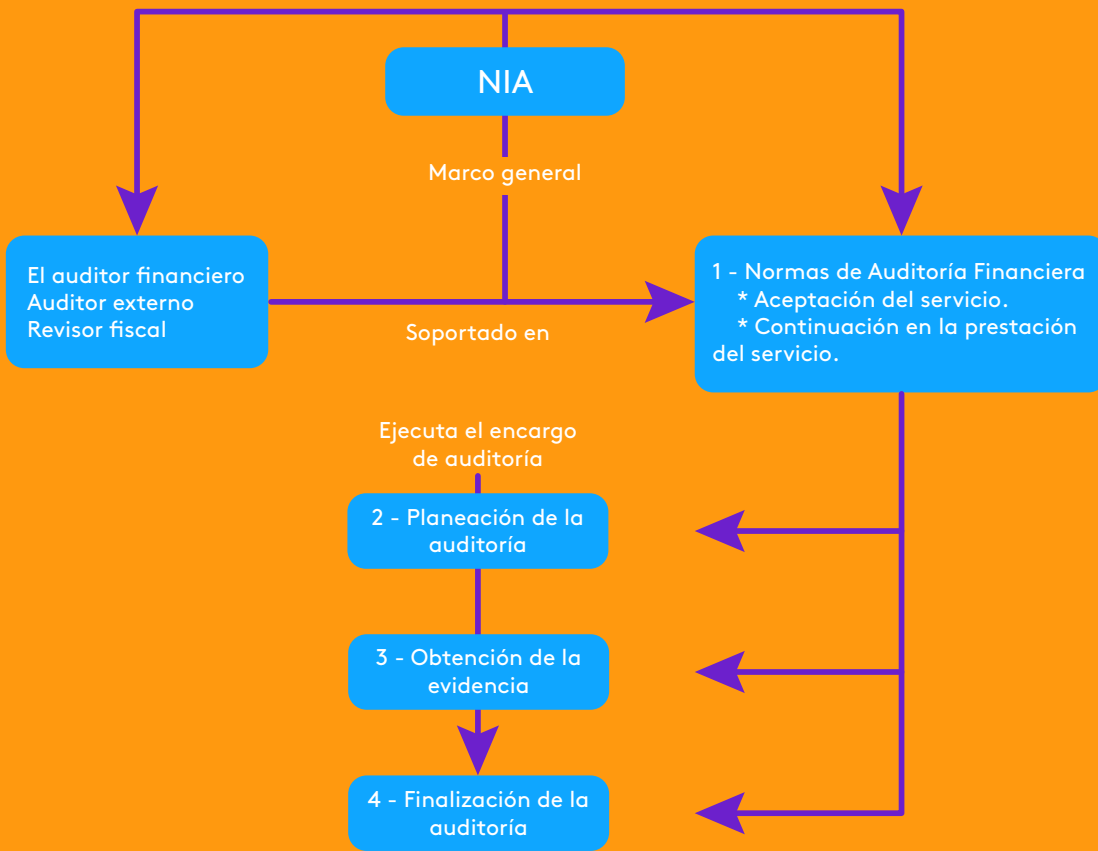 NIA
Marco general
El auditor financiero
Auditor externo
Revisor fiscal
Soportado en
1 - Normas de Auditoría Financiera
* Aceptación del servicio.
* Continuación en la prestación
del servicio.
Ejecuta el encargo
de auditoría
2 - Planeación de la
auditoría
3 - Obtención de la
evidencia
4 - Finalización de la
auditoría